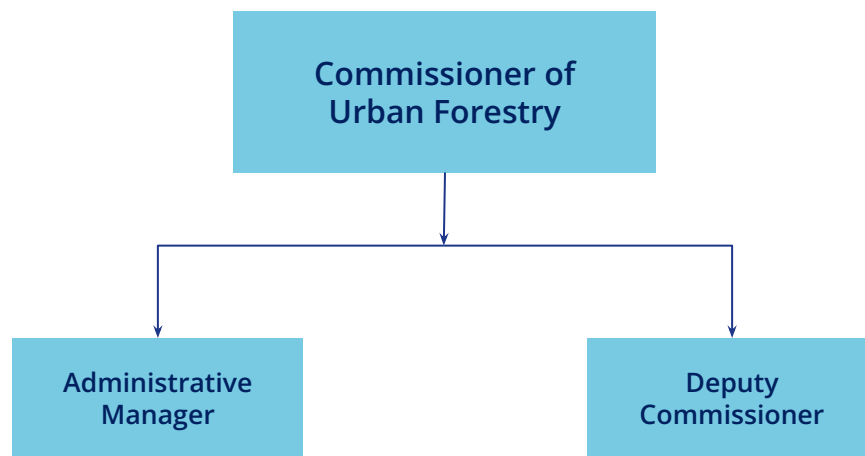 Commissioner of
Urban Forestry
Administrative
Manager
Deputy
Commissioner